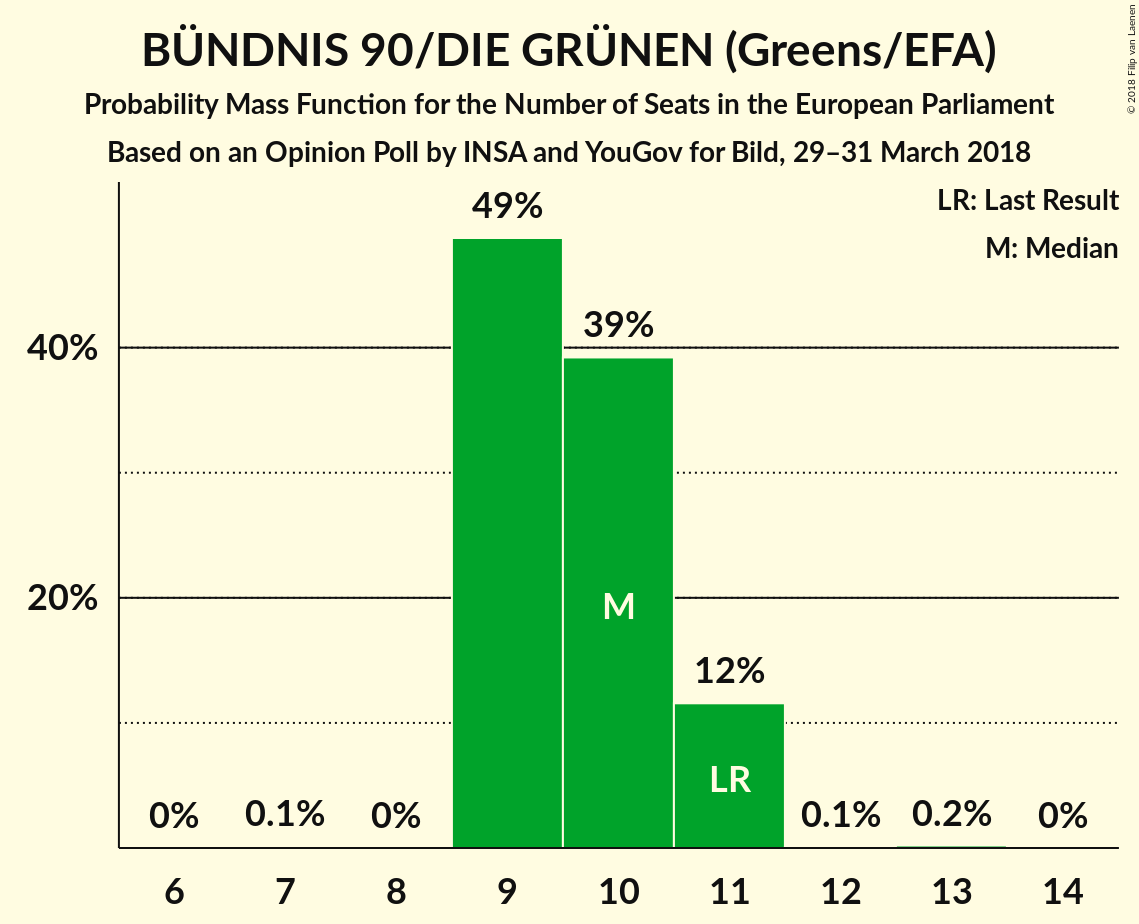 BÜNDNIS 90/DIE GRÜNEN (Greens/EFA)
Probability Mass Function for the Number of Seats in the European Parliament
Based on an Opinion Poll by INSA and YouGov for Bild, 29–31 March 2018
© 2018 Filip van Laenen
LR: Last Result
M: Median
49%
39%
40%
20%
M
12%
LR
0% 0.1% 0% 0.1% 0.2% 0%
6 7 8 9 10 11 12 13 14